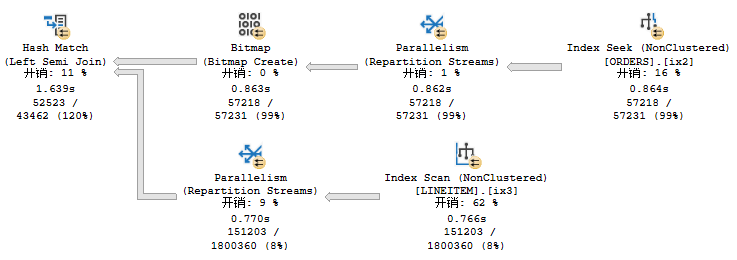 Hash Match
(Left Semi Join)
开销: 11 %
1.639s
52523 /
43462 (120%)
Bitmap
(Bitmap Create)
开销: 0 %
0.863s
57218 /
57231 (99%)
Parallelism
(Repartition Streams)
开销: 1 %
0.862s
57218 /
57231 (99%)
Index Seek (NonClustered)
[ORDERS].[ix2]
开销: 16 %
0.864s
57218 /
57231 (99%)
Parallelism
(Repartition Streams)
开销: 9 %
0.770s
151203 /
1800360 (8%)
Index Scan (NonClustered)
[LINEITEM].[ix3]
开销: 62 %
0.766s
151203 /
1800360 (8%)